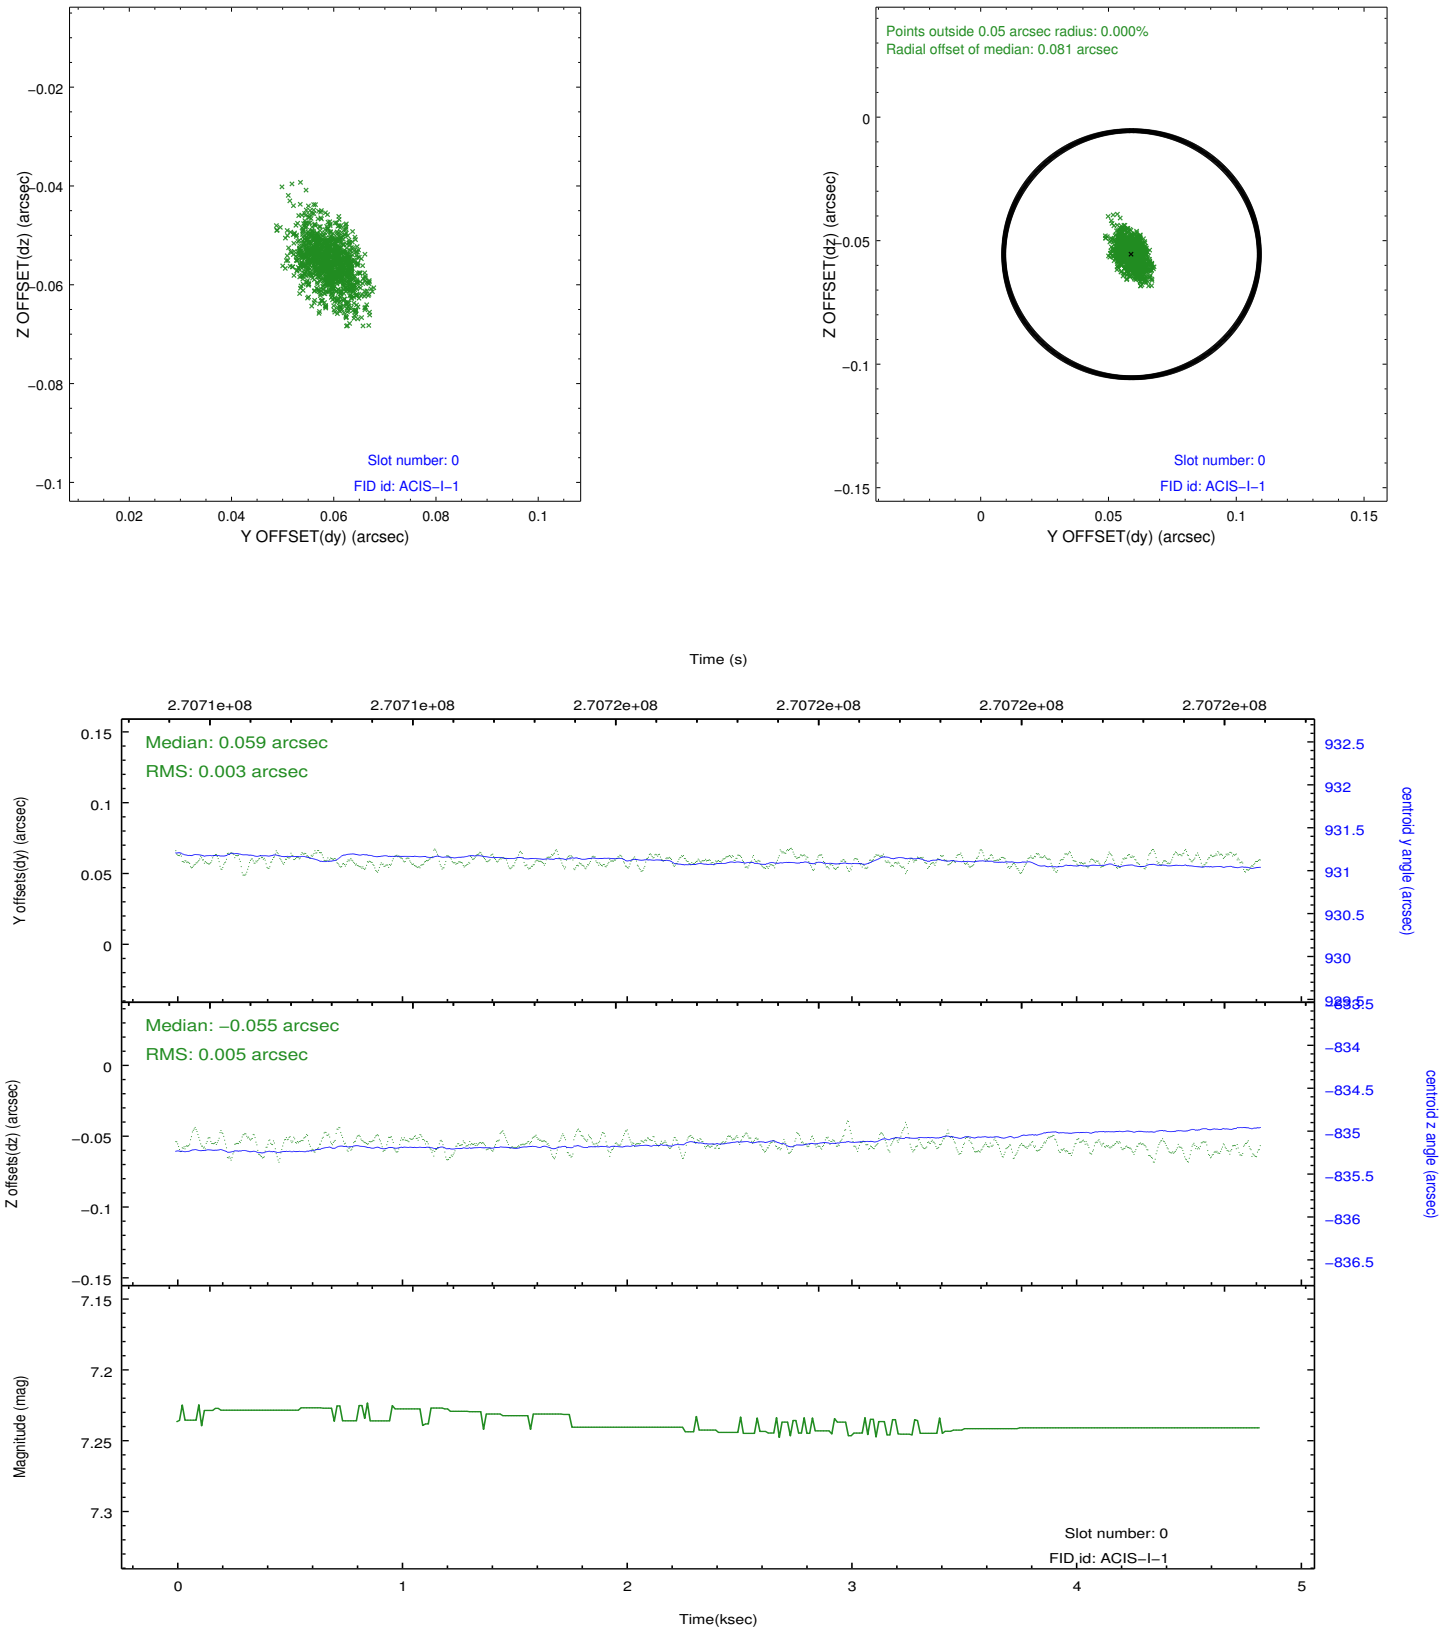 −0.02
−0.04
−0.06
−0.08
−0.1
Z OFFSET(dz) (arcsec)
Slot number: 0
FID id: ACIS−I−1
0.02 0.04 0.06 0.08 0.1
Y OFFSET(dy) (arcsec)
Points outside 0.05 arcsec radius: 0.000%
Radial offset of median: 0.081 arcsec
0
−0.05
−0.1
−0.15
Z OFFSET(dz) (arcsec)
Slot number: 0
FID id: ACIS−I−1
0 0.05 0.1 0.15
Y OFFSET(dy) (arcsec)
Time (s)
2.7071e+08 2.7071e+08 2.7072e+08 2.7072e+08 2.7072e+08 2.7072e+08
Median: 0.059 arcsec
RMS: 0.003 arcsec
0.15
0.1
0.05
0
Y offsets(dy) (arcsec)
932.5
932
931.5
931
930.5
930
929.5
centroid y angle (arcsec)
Median: −0.055 arcsec
RMS: 0.005 arcsec
0
−0.05
−0.1
−0.15
Z offsets(dz) (arcsec)
−833.5
−834
−834.5
−835
−835.5
−836
−836.5
centroid z angle (arcsec)
7.15
7.2
7.25
7.3
Magnitude (mag)
Slot number: 0
FID id: ACIS−I−1
0 1 2 3 4 5
Time(ksec)